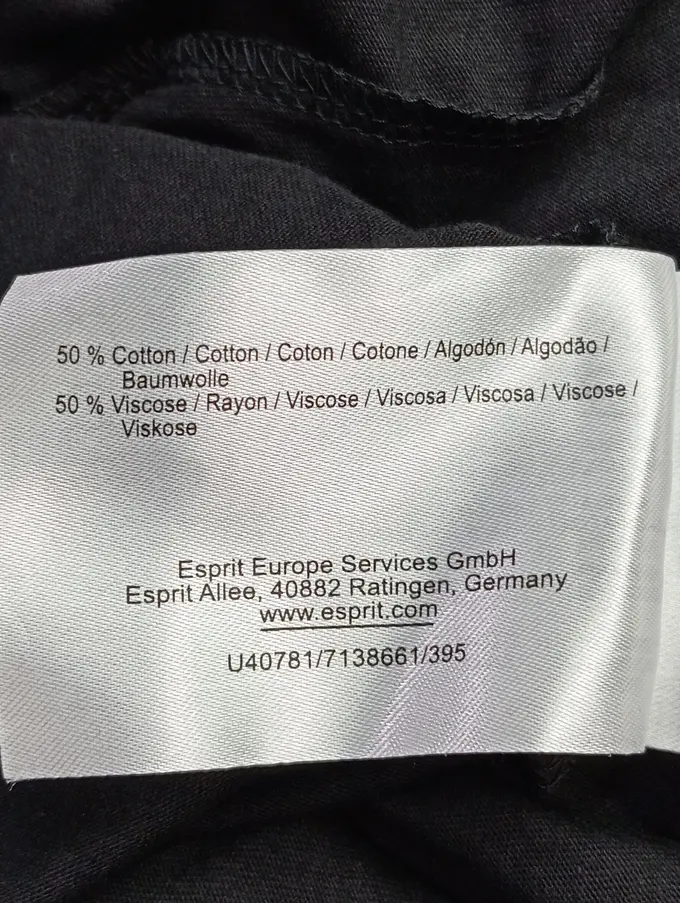 50 % Cotton / Cotton / Coton / Cotone / Algodón / Algodão /
Baumwolle
50 % Viscose / Rayon / Viscose / Viscosa / Viscosa / Viscose /
Viskose
Esprit Europe Services GmbH
Esprit Allee, 40882 Ratingen, Germany
www.esprit.com
U40781/7138661/395